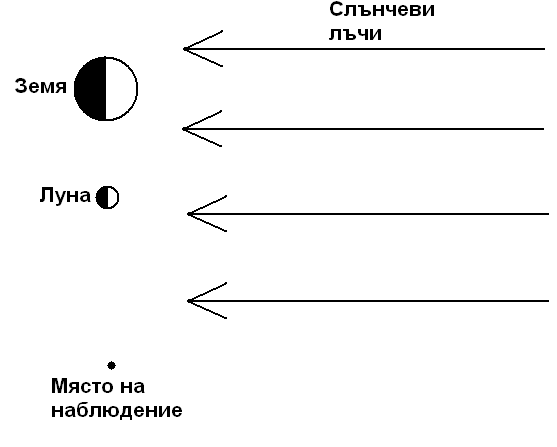 Слънчеви
лъчи
Земя
Луна
Място на
наблюдение